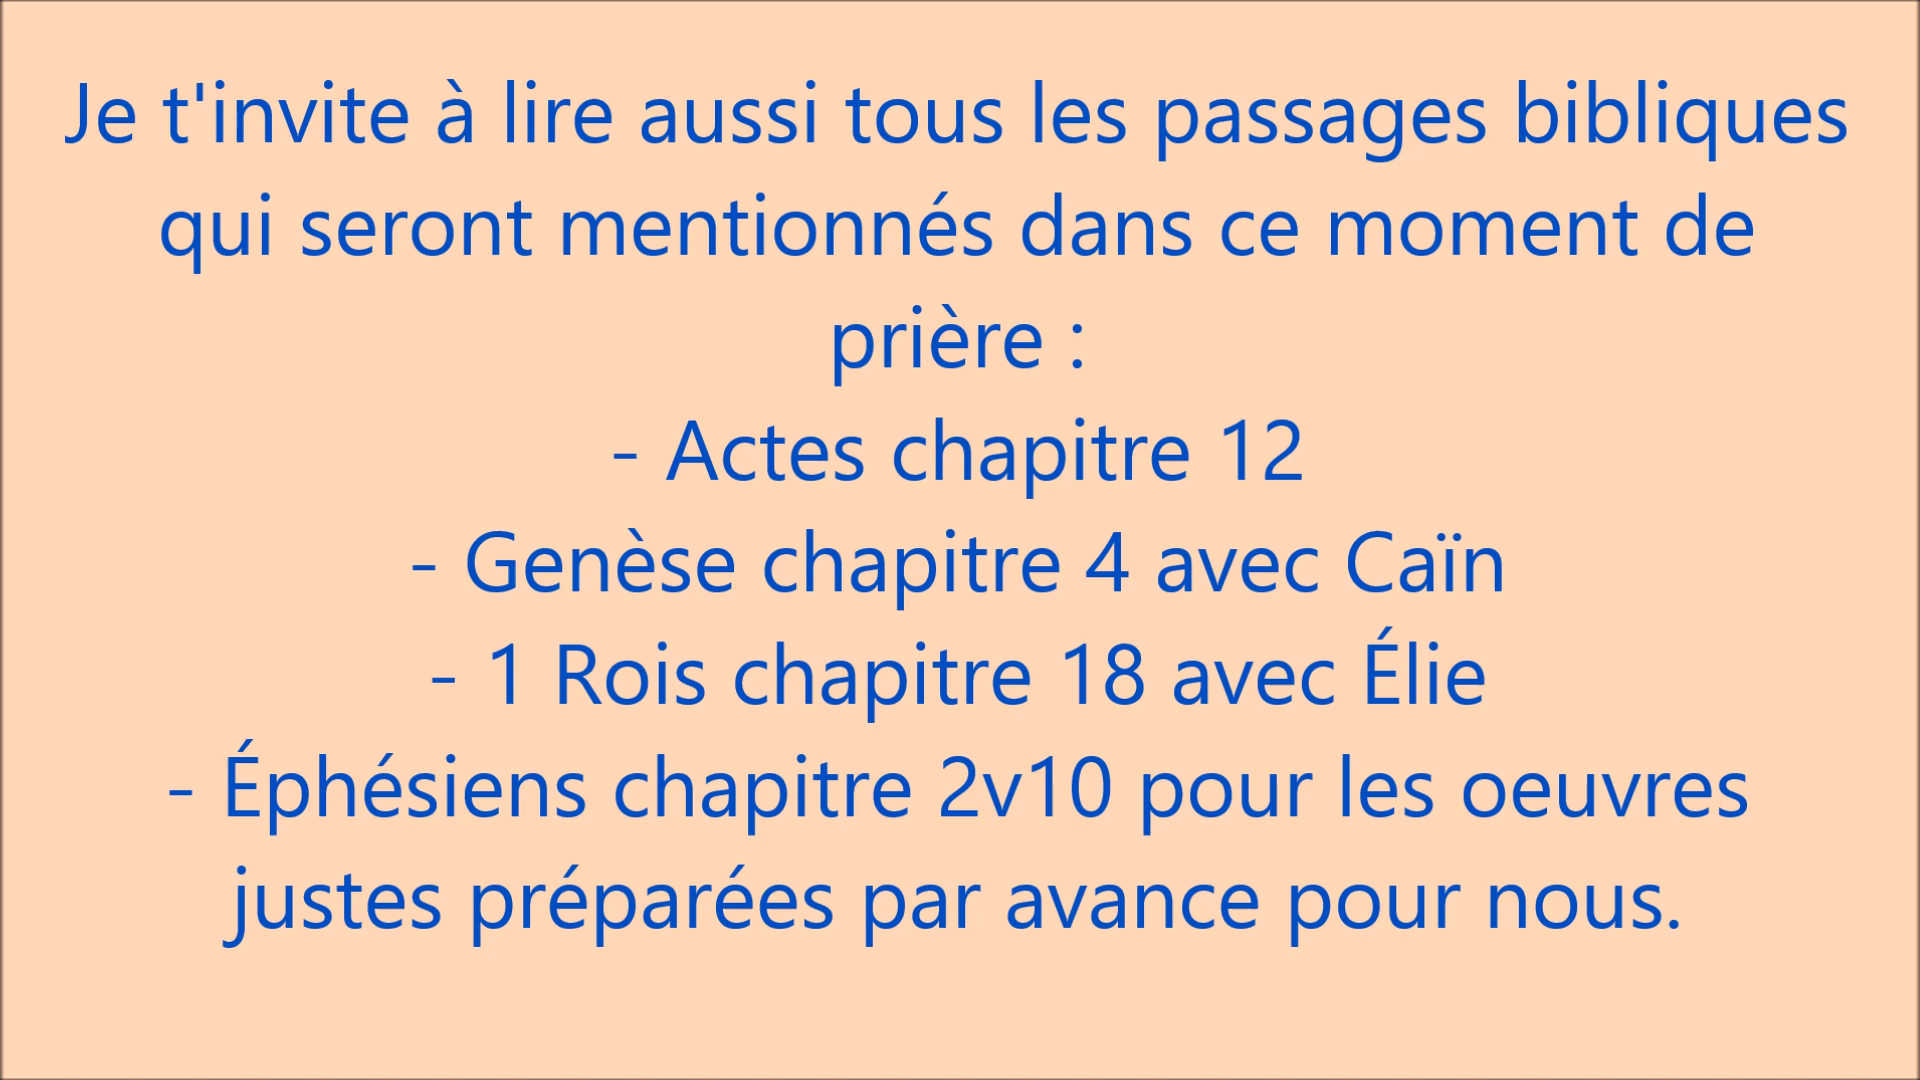 Je t'invite à lire aussi tous les passages bibliques
qui seront mentionnés dans ce moment de
prière :
- Actes chapitre 12
- Genèse chapitre 4 avec Caïn
- 1 Rois chapitre 18 avec Élie
- Éphésiens chapitre 2v10 pour les oeuvres
justes préparées par avance pour nous.